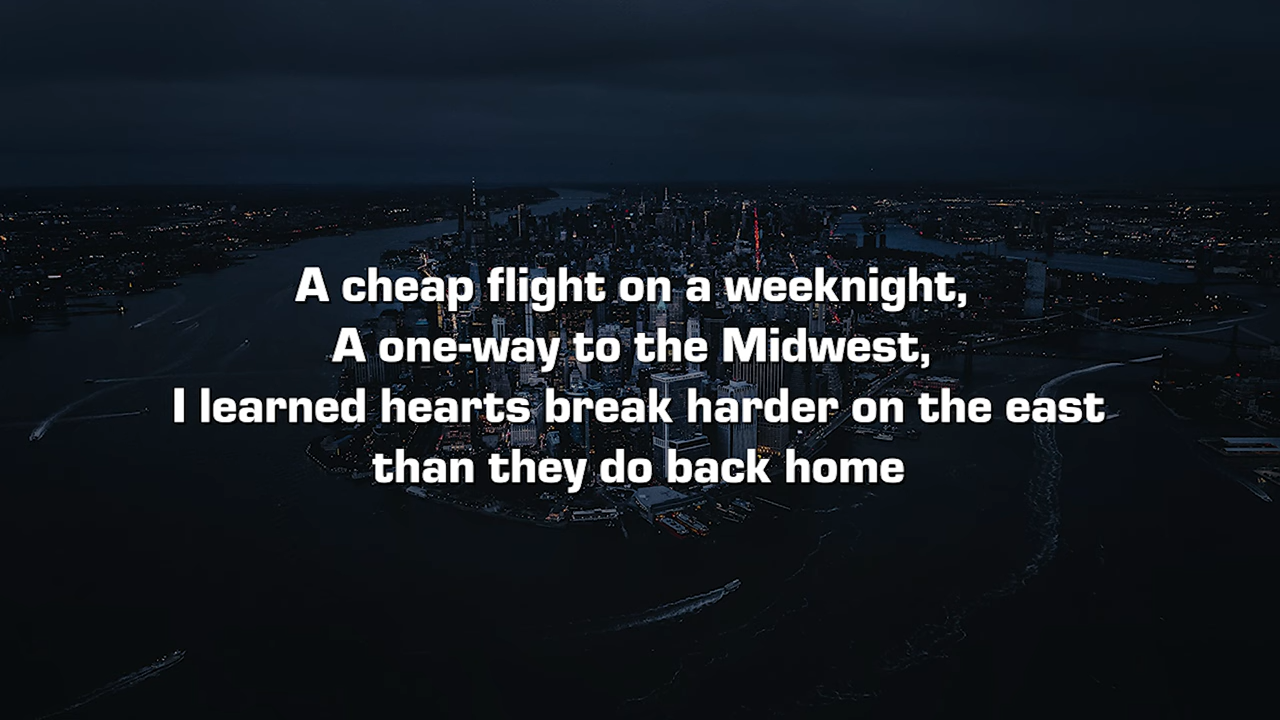 A cheap flight on a weeknight,
A one-way to the Midwest,
I learned hearts break harder on the east
than they do back home